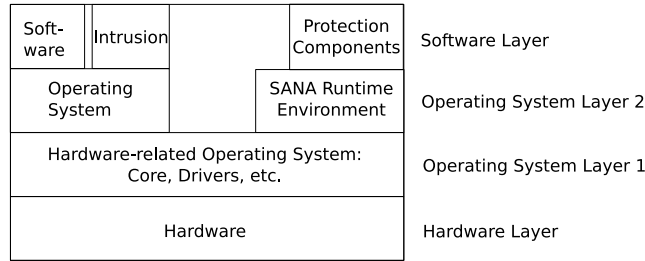 Soft-
ware
Intrusion
Protection
Components
Software Layer
Operating
System
SANA Runtime
Environment
Operating System Layer 2
Hardware-related Operating System:
Core, Drivers, etc.
Operating System Layer 1
Hardware
Hardware Layer